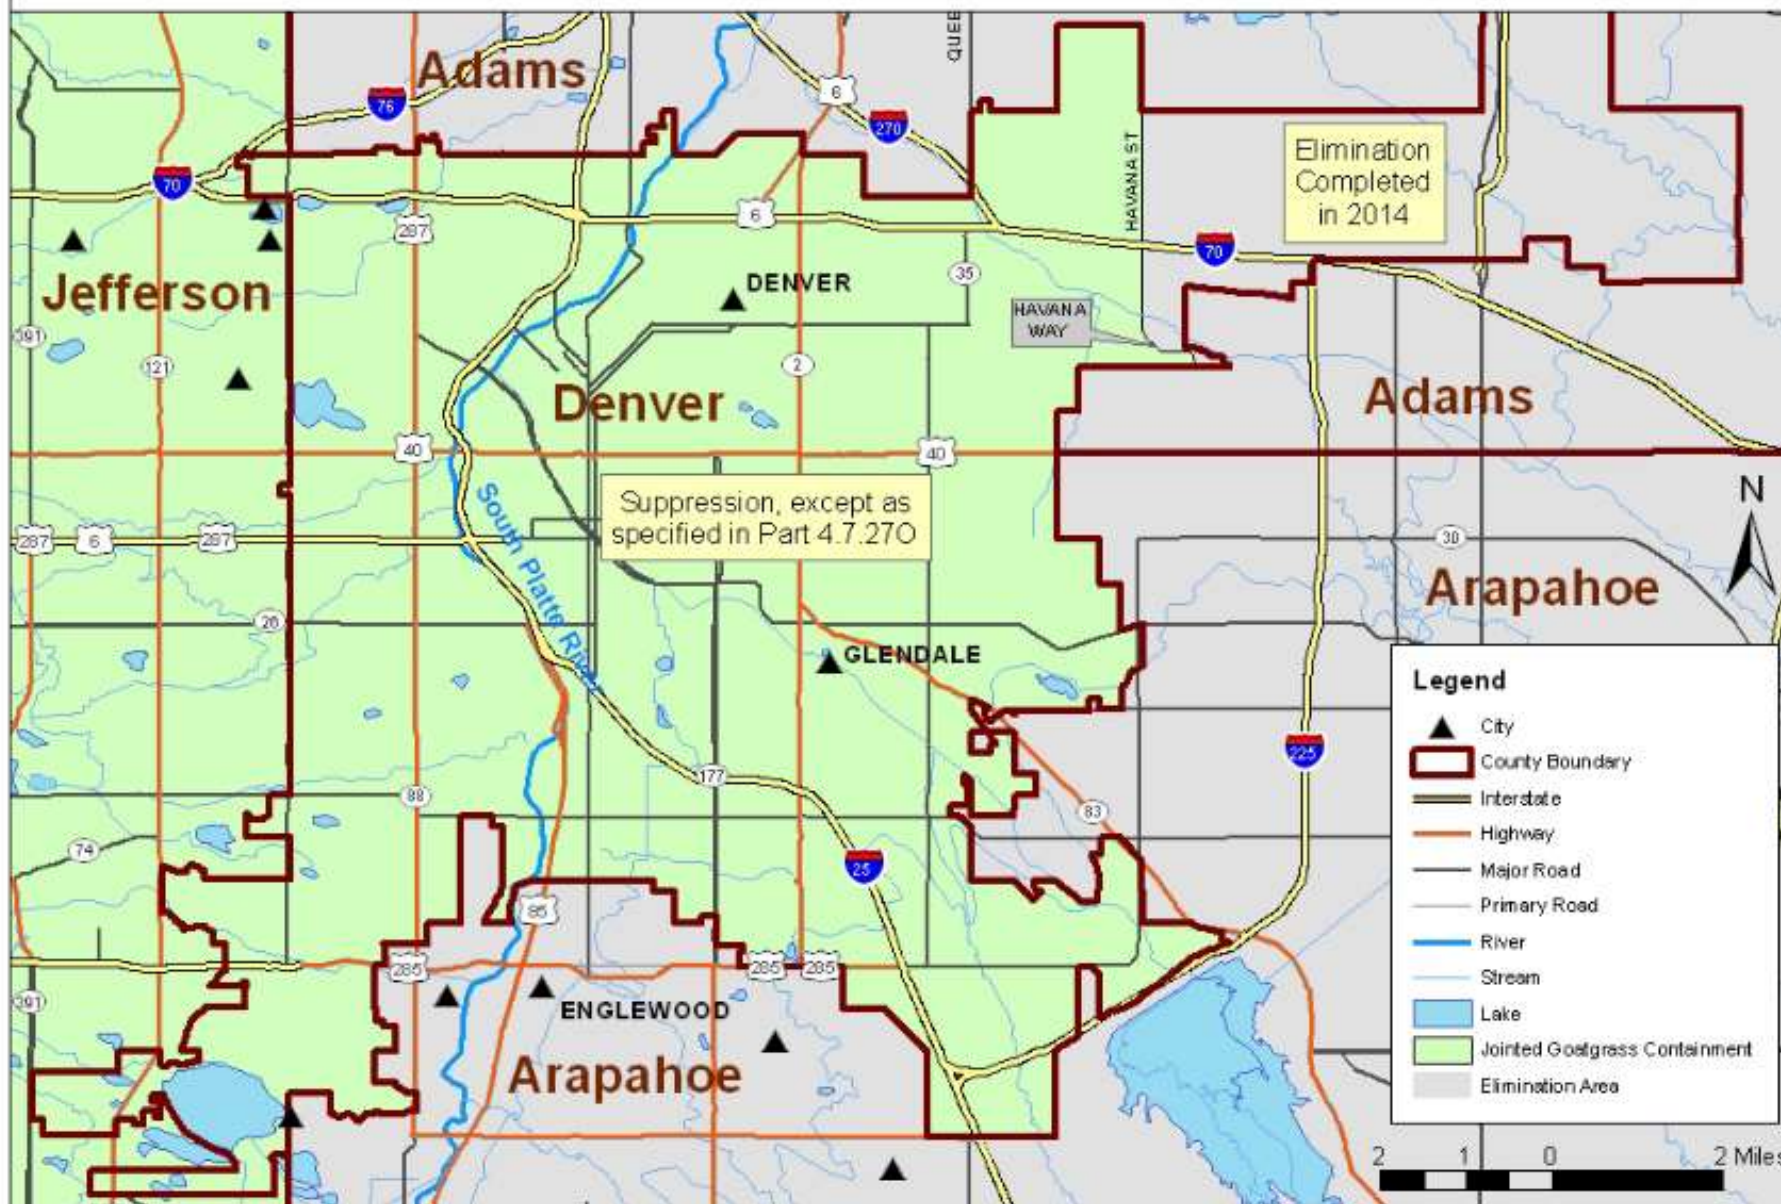 Adams
76
6
270
QUEE
70
6
287
HAVANA ST
Elimination
Completed
in 2014
70
35
Jefferson
DENVER
HAVANA
WAY
391
121
2
Denver
Adams
40
40
Suppression, except as
specified in Part 4.7.27O
N
287
6
287
South Platte River
30
Arapahoe
26
GLENDALE
177
225
88
83
74
25
85
285
285
285
391
ENGLEWOOD
Arapahoe
Legend
City
County Boundary
Interstate
Highway
Major Road
Primary Road
River
Stream
Lake
Jointed Goatgrass Containment
Elimination Area
2 1 0 2 Miles